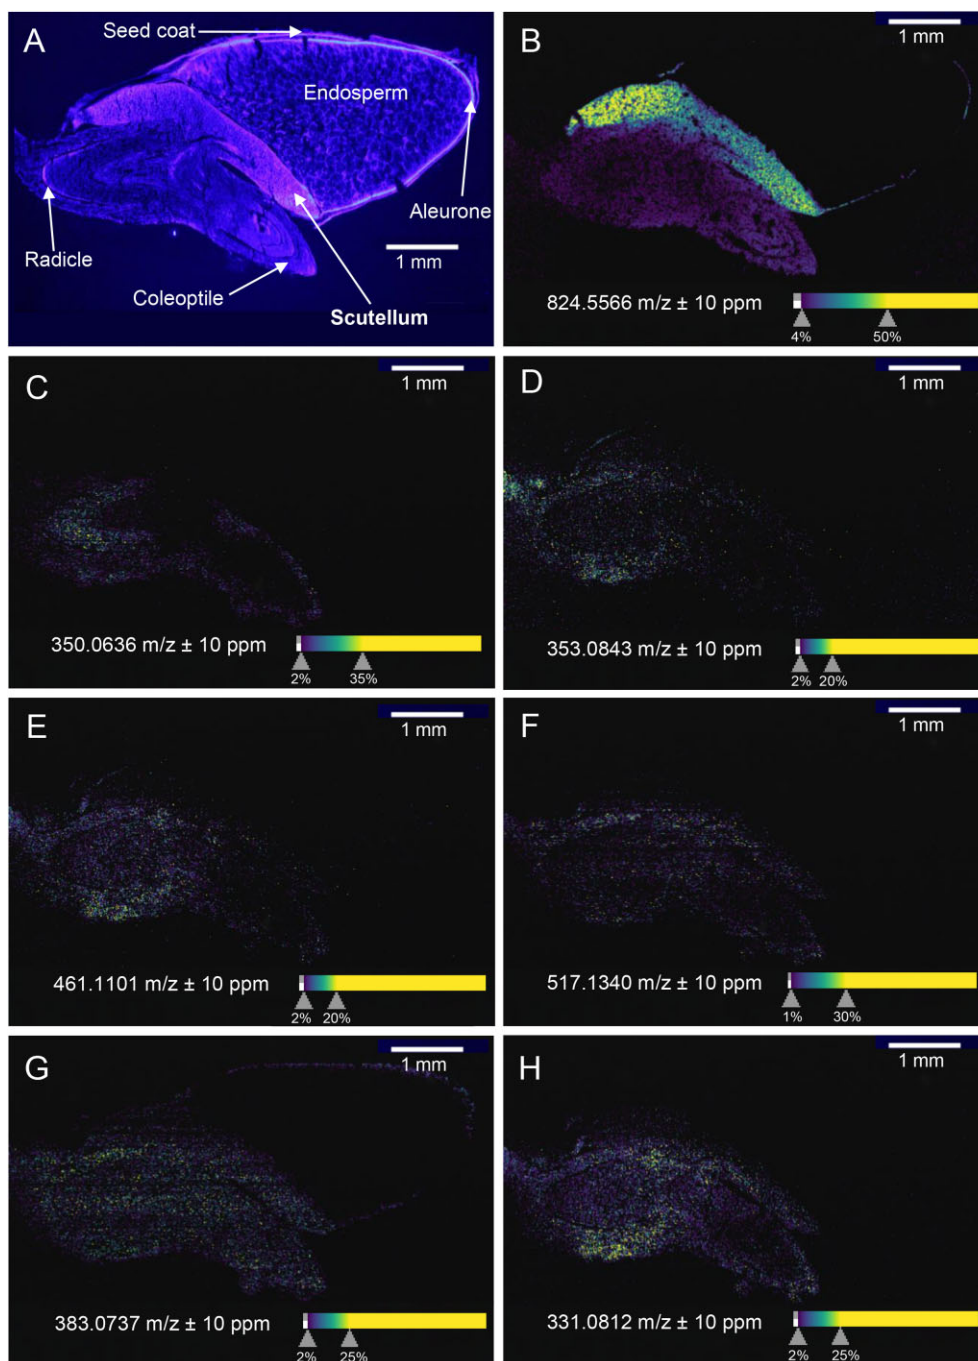 A
Seed coat
Endosperm
Aleurone
Radicle
1 mm
Coleoptile
Scutellum
B
1 mm
824.5566 m/z ± 10 ppm
4% 50%
C
1 mm
350.0636 m/z ± 10 ppm
2% 35%
D
1 mm
353.0843 m/z ± 10 ppm
2% 20%
E
1 mm
461.1101 m/z ± 10 ppm
2% 20%
F
1 mm
517.1340 m/z ± 10 ppm
1% 30%
G
1 mm
383.0737 m/z ± 10 ppm
2% 25%
H
1 mm
331.0812 m/z ± 10 ppm
2% 25%